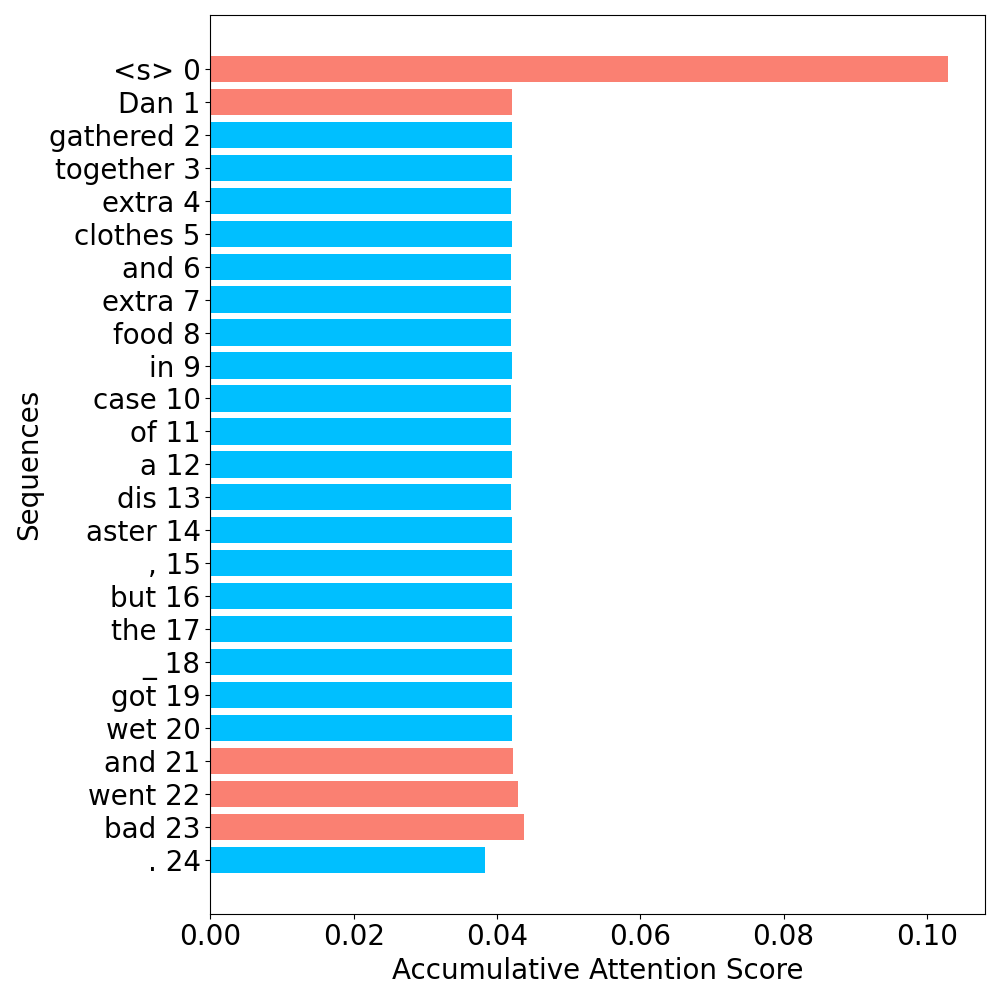 <s> 0
Dan 1
gathered 2
together 3
extra 4
clothes 5
and 6
extra 7
food 8
in 9
case 10
of 11
a 12
dis 13
aster 14
, 15
but 16
the 17
_ 18
got 19
wet 20
and 21
went 22
bad 23
. 24
Sequences
0.00 0.02 0.04 0.06 0.08 0.10
Accumulative Attention Score